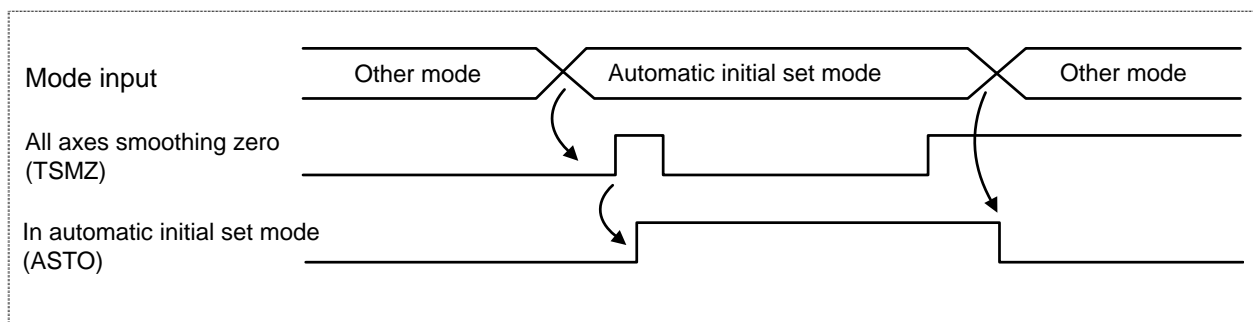 Mode input
Other mode
Automatic initial set mode
Other mode
All axes smoothing zero
(TSMZ)
In automatic initial set mode
(ASTO)